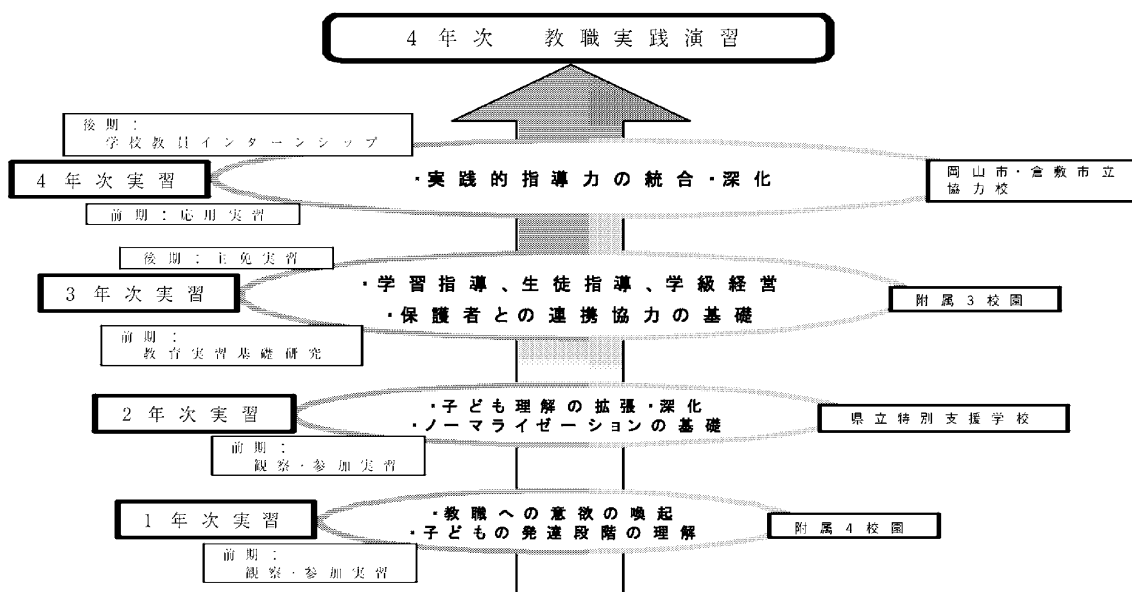 4年次 教職実践演習
後期：
学校教員インターンシップ
4年次実習
・実践的指導力の統合・深化
岡山市・倉敷市立
協力校
前期：応用実習
後期：主免実習
3年次実習
・学習指導、生徒指導、学級経営
・保護者との連携協力の基礎
附属3校園
前期：
教育実習基礎研究
2年次実習
・子ども理解の拡張・深化
・ノーマライゼーションの基礎
県立特別支援学校
前期：
観察・参加実習
1年次実習
・教職への意欲の喚起
・子どもの発達段階の理解
附属4校園
前期：
観察・参加実習